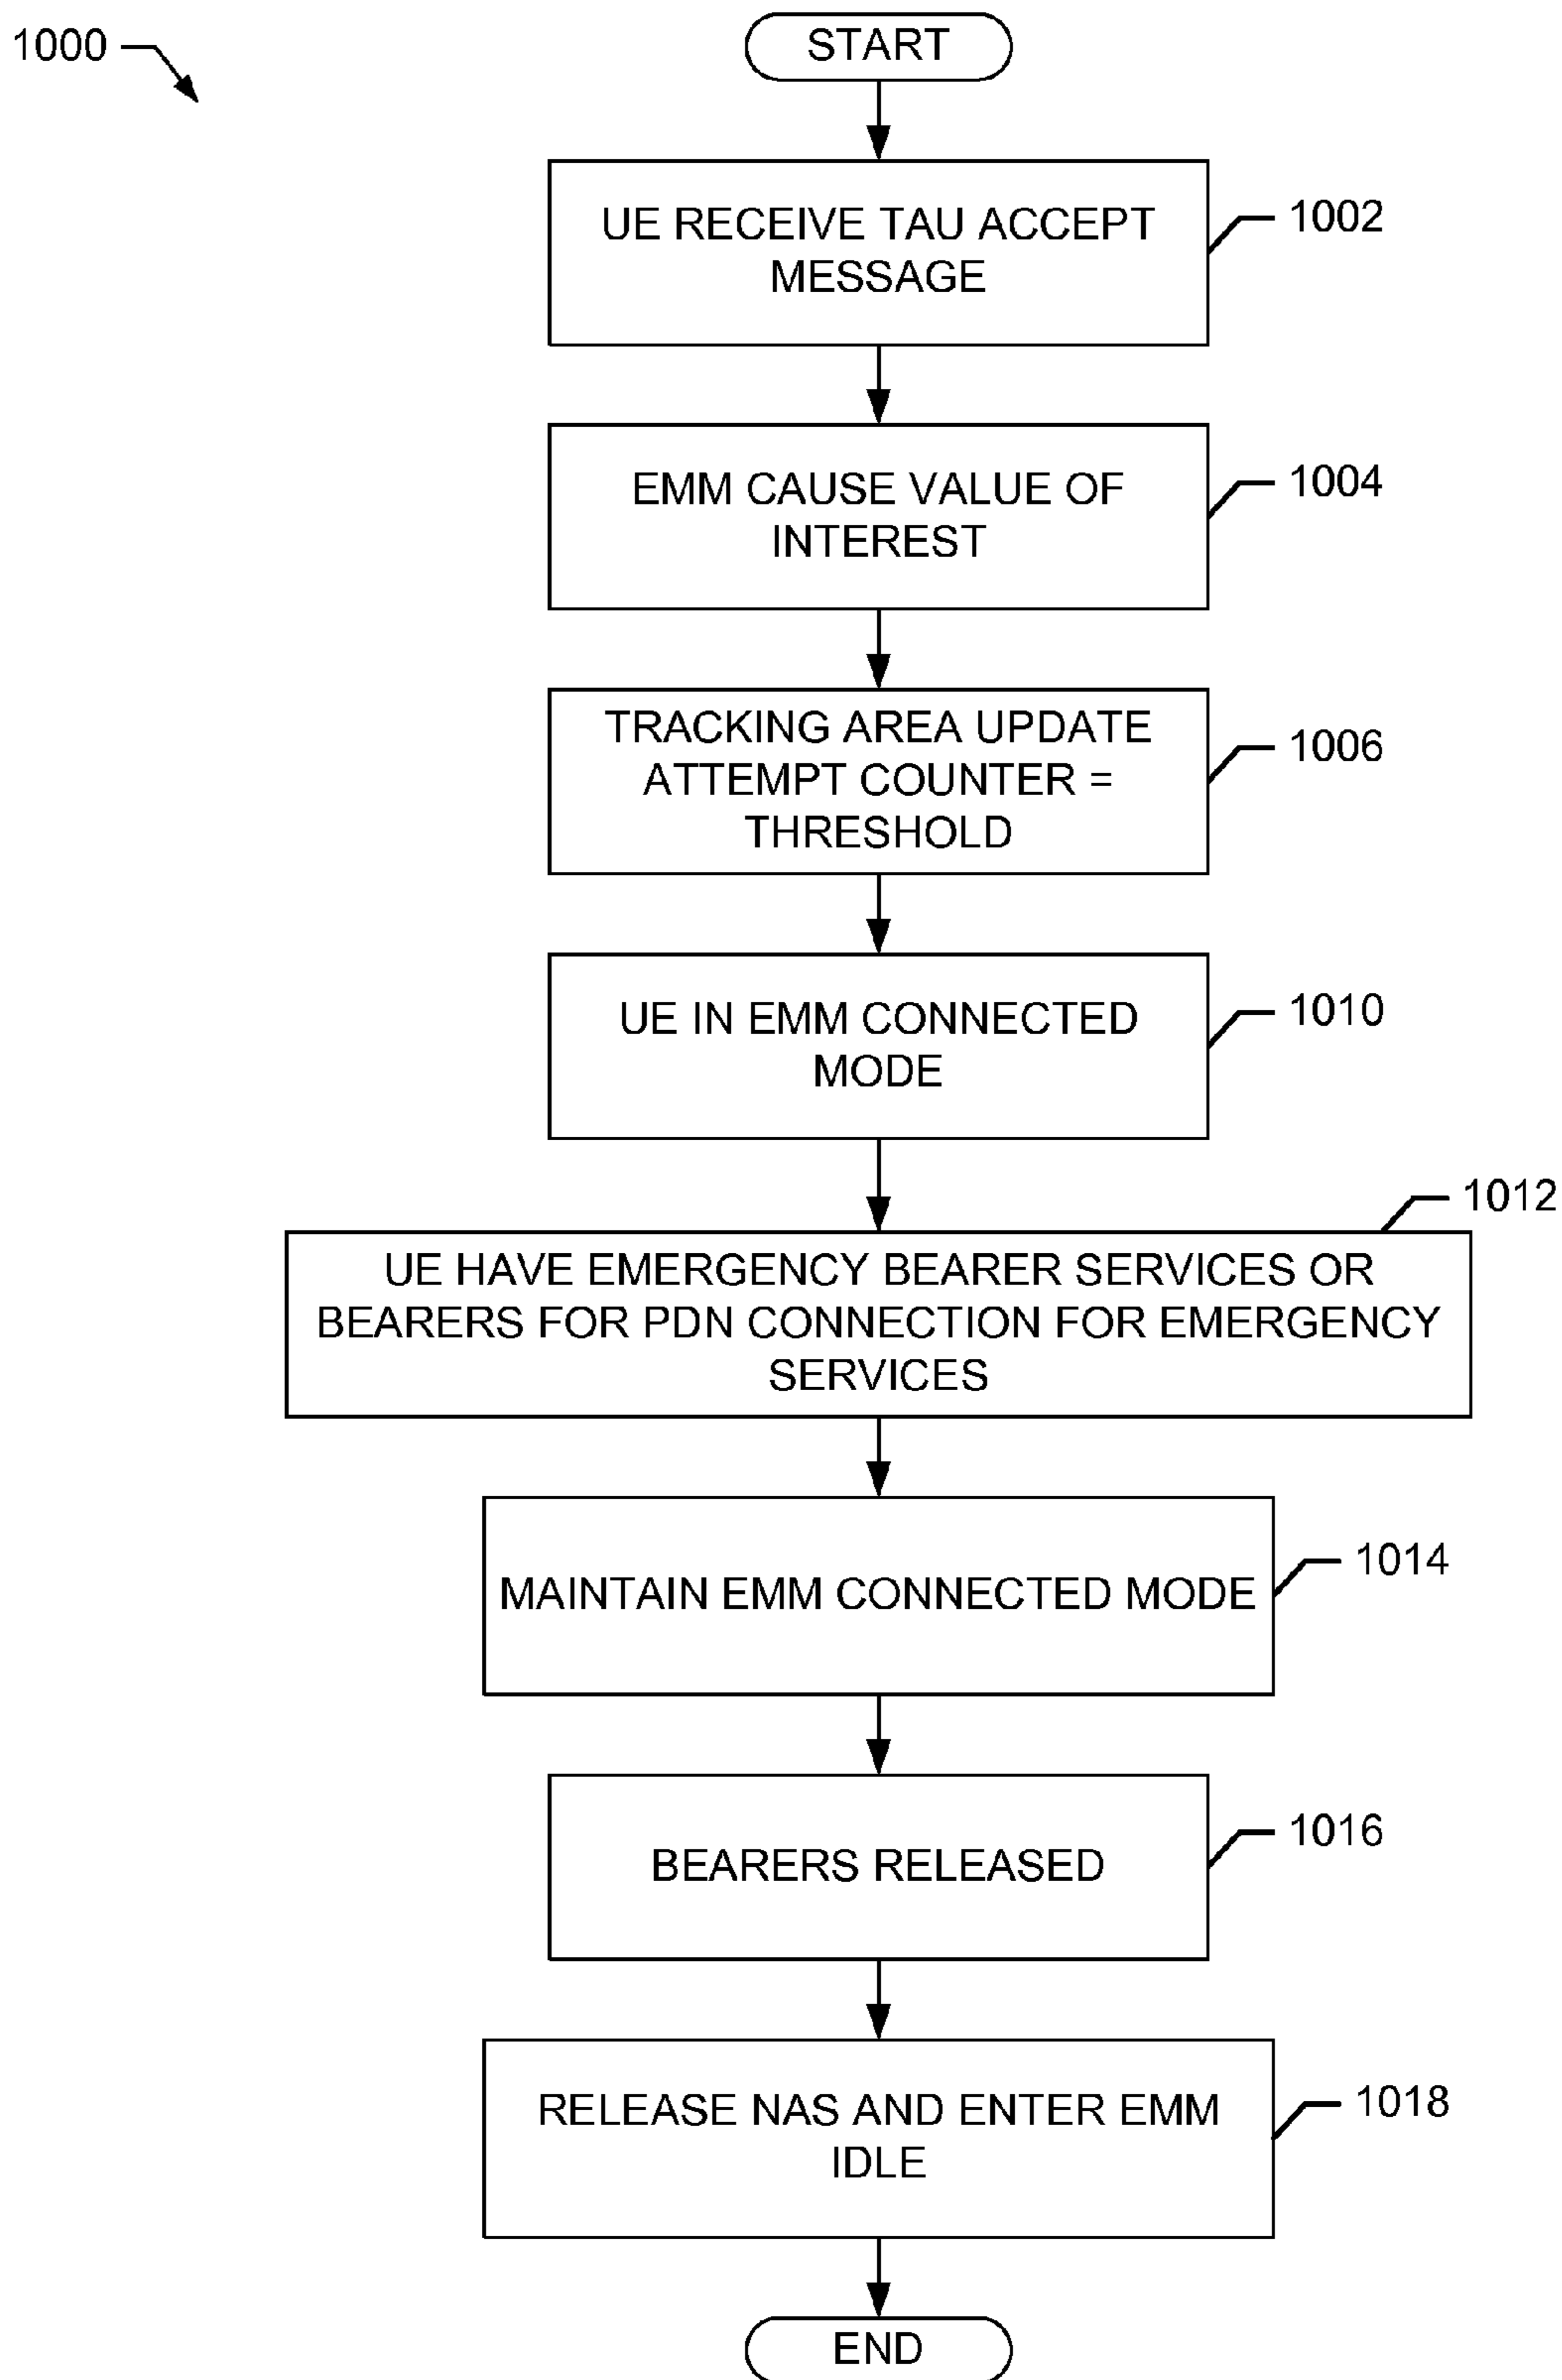 1000
START
UE RECEIVE TAU ACCEPT
MESSAGE
1002
EMM CAUSE VALUE OF
INTEREST
1004
TRACKING AREA UPDATE
ATTEMPT COUNTER =
THRESHOLD
1006
UE IN EMM CONNECTED
MODE
1010
1012
UE HAVE EMERGENCY BEARER SERVICES OR
BEARERS FOR PDN CONNECTION FOR EMERGENCY
SERVICES
MAINTAIN EMM CONNECTED MODE
1014
BEARERS RELEASED
1016
RELEASE NAS AND ENTER EMM
IDLE
1018
END